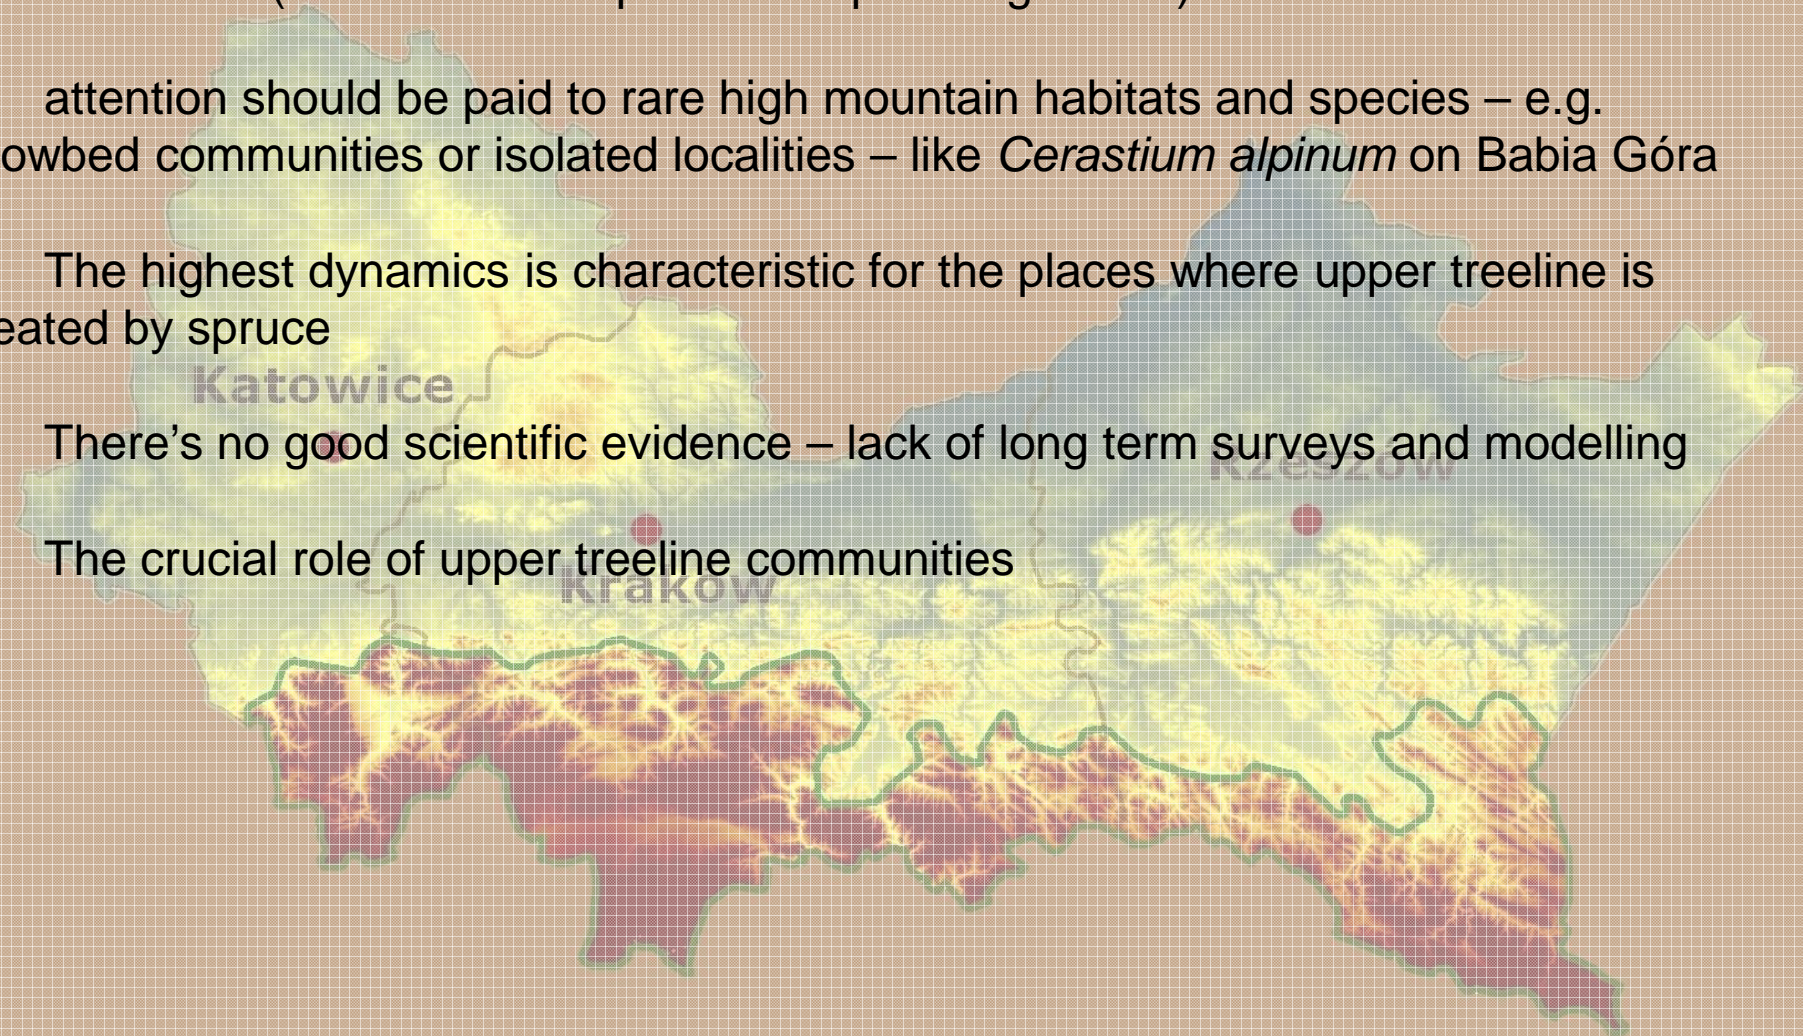 attention should be paid to rare high mountain habitats and species – e.g.
owbed communities or isolated localities – like Cerastium alpinum on Babia Góra
The highest dynamics is characteristic for the places where upper treeline is
eated by spruce
Katowice
There’s no good scientific evidence – lack of long term surveys and modelling
Rzeszów
The crucial role of upper treeline communities
Kraków